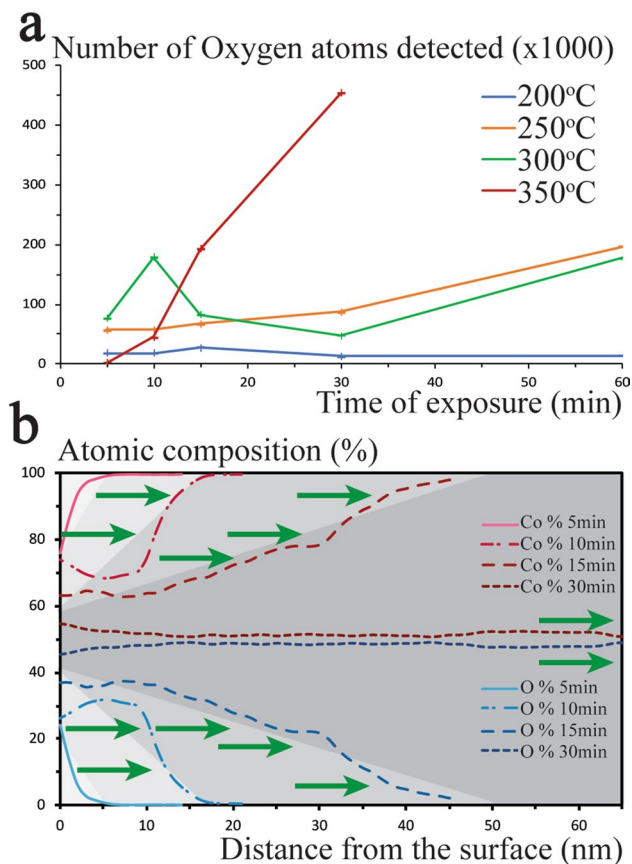 a
Number of Oxygen atoms detected (x1000)
500
400
300
200
100
0
0 10 20 30 40 50 60
200°C
250°C
300°C
350°C
Time of exposure (min)
b
Atomic composition (%)
100
80
60
40
20
0
0 10 20 30 40 50 60
Co % 5min
Co % 10min
Co % 15min
Co % 30min
O % 5min
O % 10min
O % 15min
O % 30min
Distance from the surface (nm)